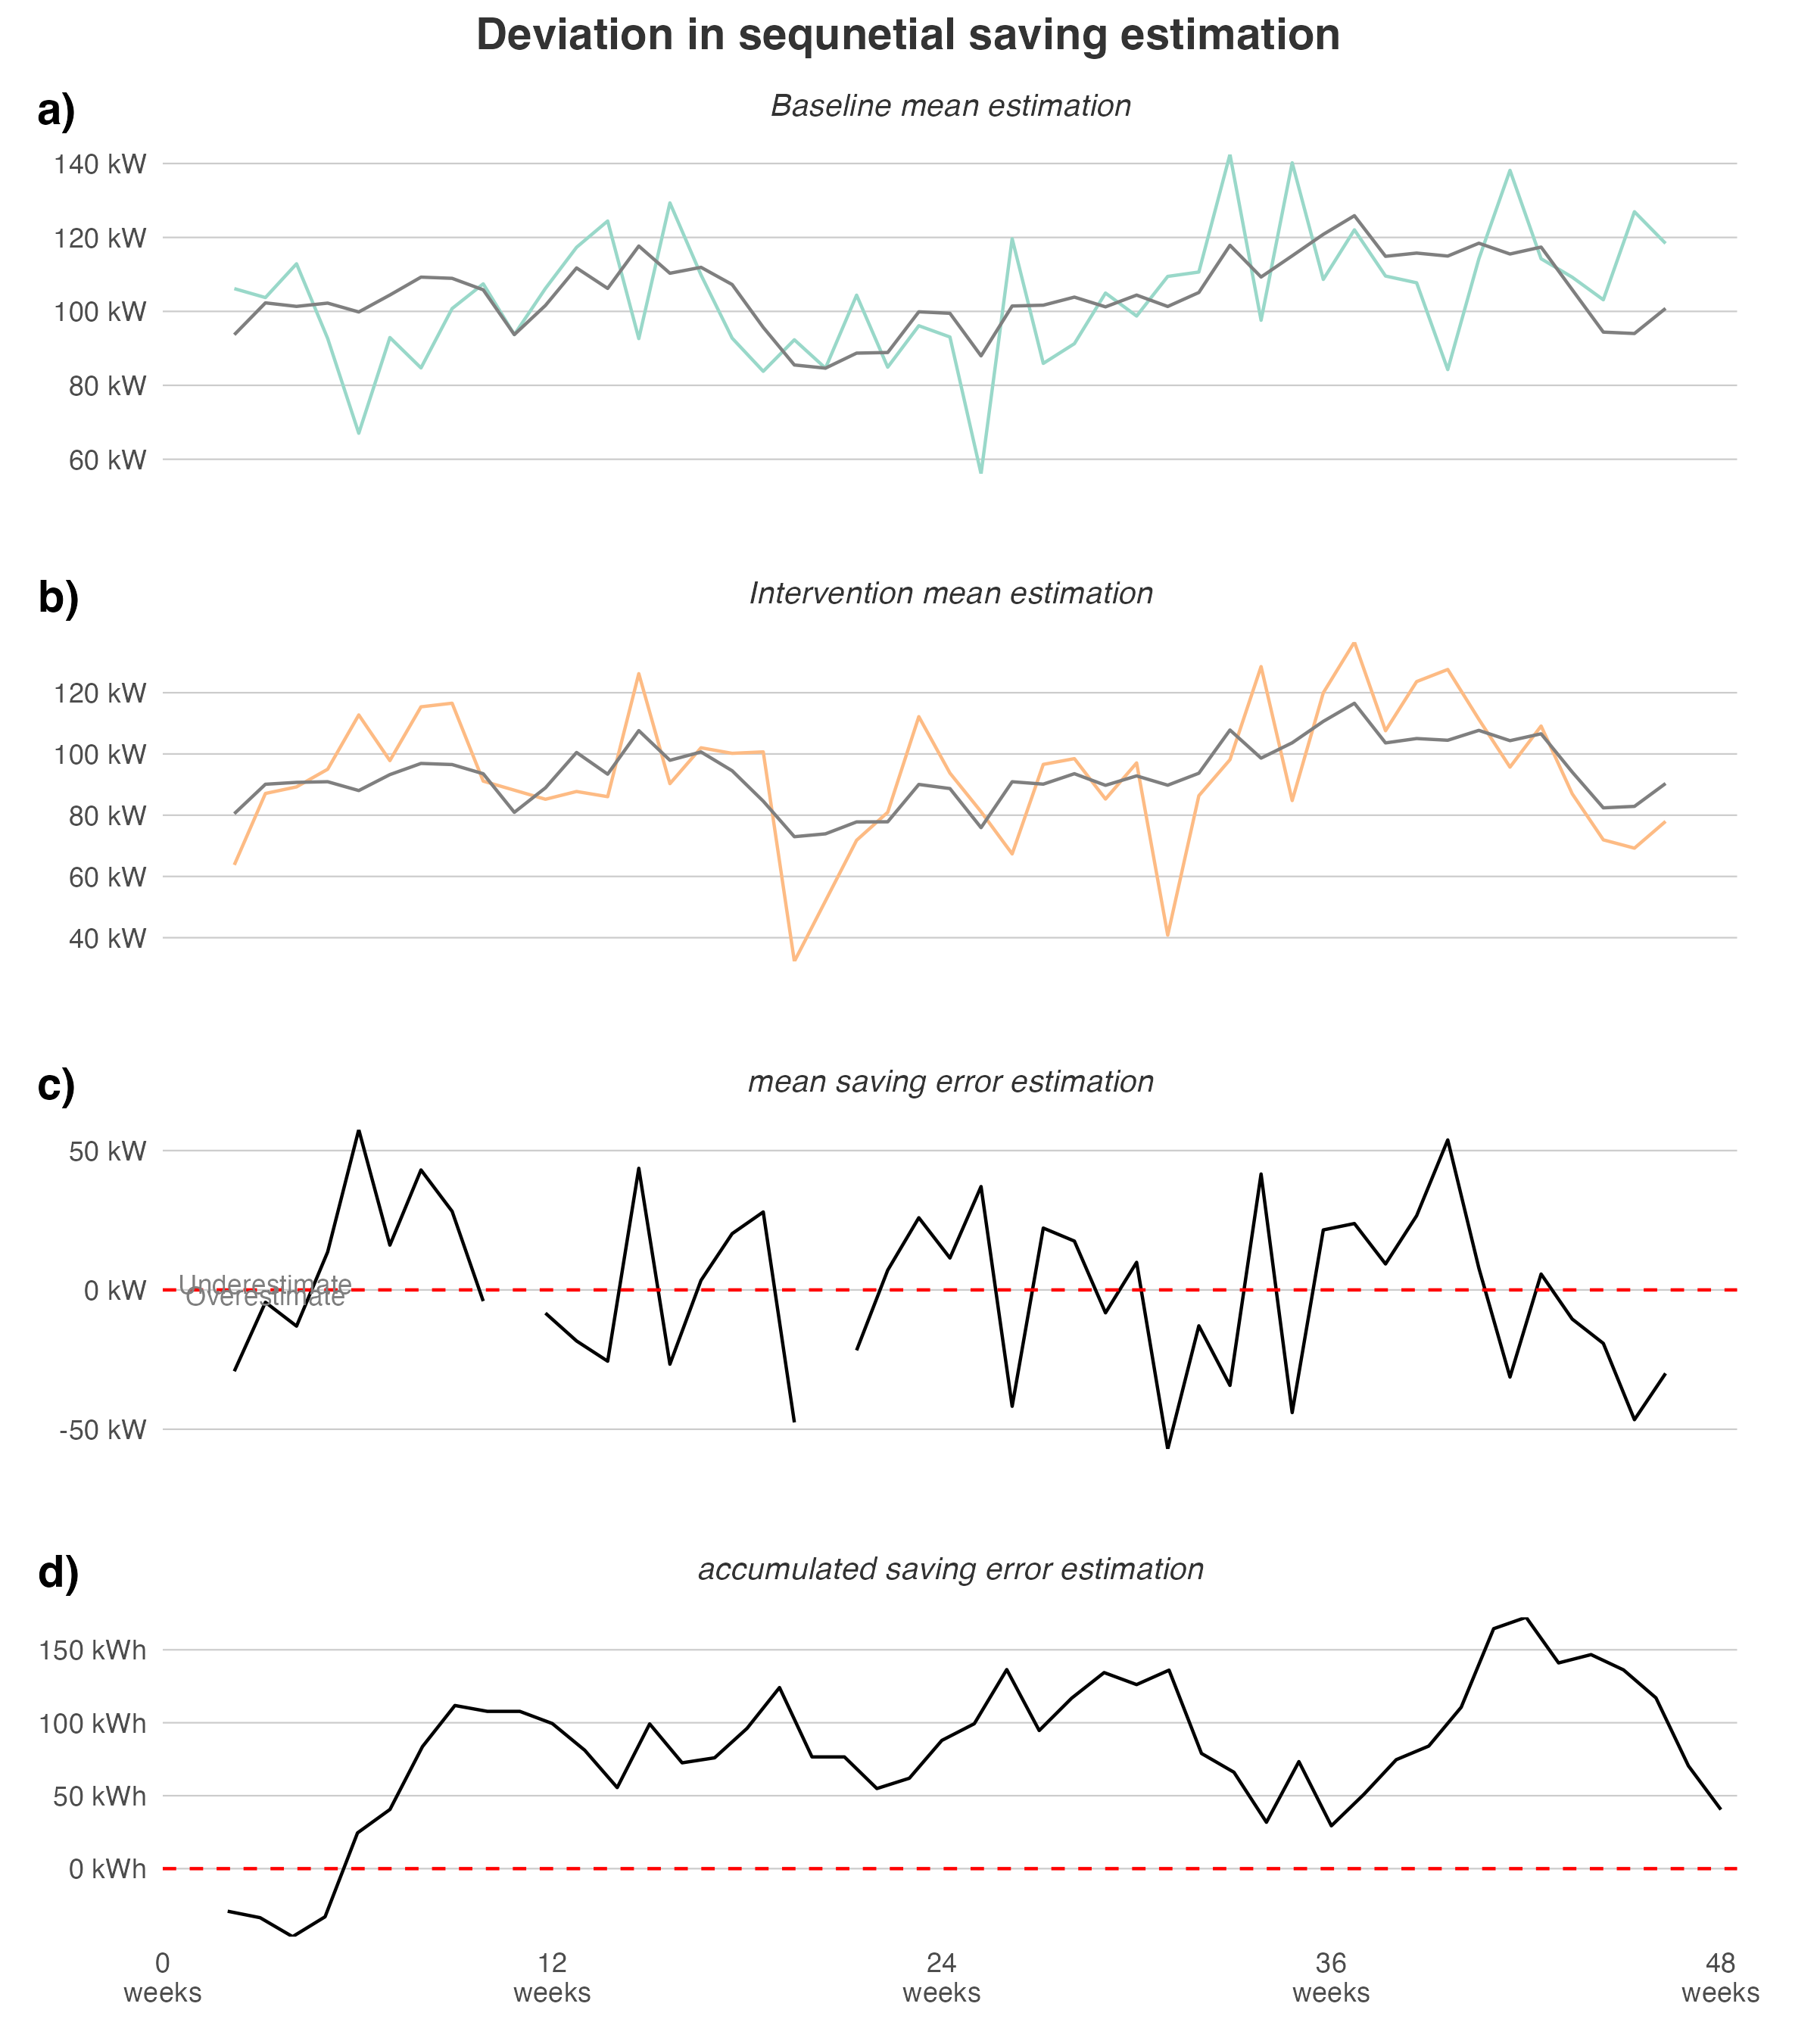 Deviation in sequnetial saving estimation
a)
Baseline mean estimation
140 kW
120 kW
100 kW
80 kW
60 kW
b)
Intervention mean estimation
120 kW
100 kW
80 kW
60 kW
40 kW
c)
mean saving error estimation
50 kW
Underestimate
0 kW
Overestimate
-50 kW
d)
accumulated saving error estimation
150 kWh
100 kWh
50 kWh
0 kWh
0 12 24 36 48
weeks weeks weeks weeks weeks